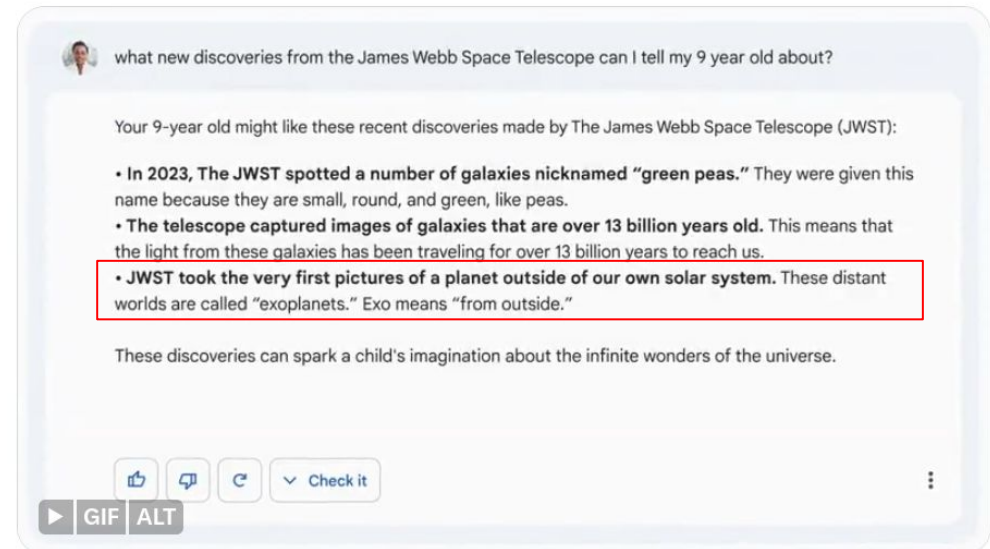 what new discoveries from the James Webb Space Telescope can I tell my 9 year old about?
Your 9-year old might like these recent discoveries made by The James Webb Space Telescope (JWST):
• In 2023, The JWST spotted a number of galaxies nicknamed “green peas.” They were given this
name because they are small, round, and green, like peas.
• The telescope captured images of galaxies that are over 13 billion years old. This means that
the light from these galaxies has been traveling for over 13 billion years to reach us.
• JWST took the very first pictures of a planet outside of our own solar system. These distant
worlds are called “exoplanets.” Exo means “from outside.”
These discoveries can spark a child's imagination about the infinite wonders of the universe.
Check it
GIF ALT